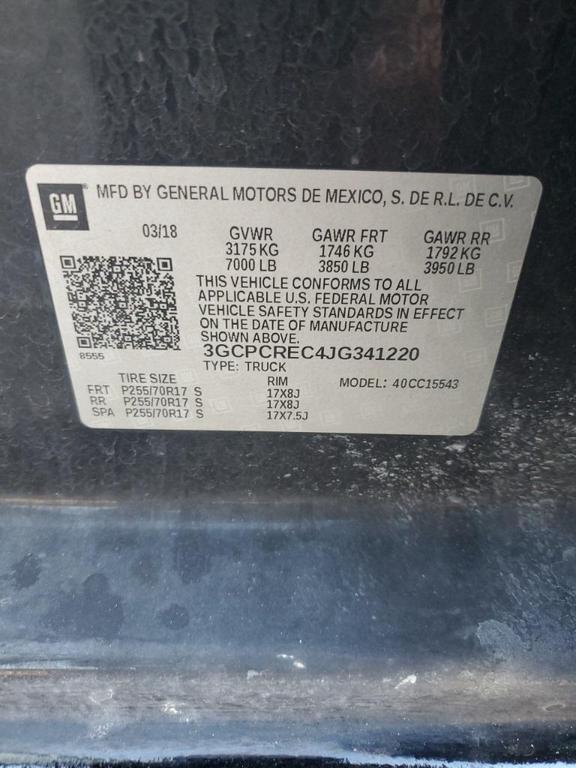 GM ® MFD BY GENERAL MOTORS DE MEXICO, S. DE R.L. DE C.V.
03/18 GVWR GAWR FRT GAWR RR
3175 KG 1746 KG 1792 KG
7000 LB 3850 LB 3950 LB
THIS VEHICLE CONFORMS TO ALL
APPLICABLE U.S. FEDERAL MOTOR
VEHICLE SAFETY STANDARDS IN EFFECT
ON THE DATE OF MANUFACTURE
SHOWN ABOVE.
8555 3GCPCREC4JG341220
TYPE: TRUCK
TIRE SIZE RIM MODEL: 40CC15543
FRT P255/70R17 S 17X8J
RR P255/70R17 S 17X8J
SPA P255/70R17 S 17X7.5J